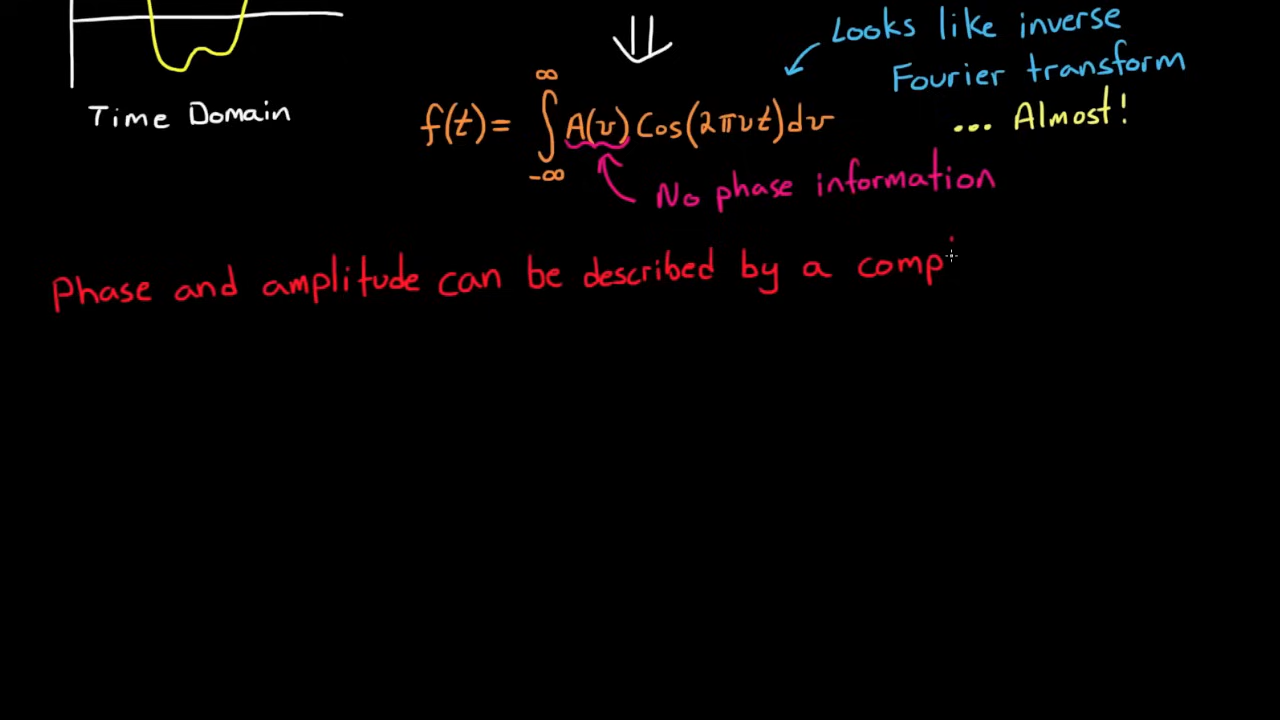 Looks like inverse
Fourier transform
... Almost!
Time Domain
f(t) = ∫_{-∞}^{∞} A(ν) Cos(2πνt)dν
No phase information
Phase and amplitude can be described by a comp